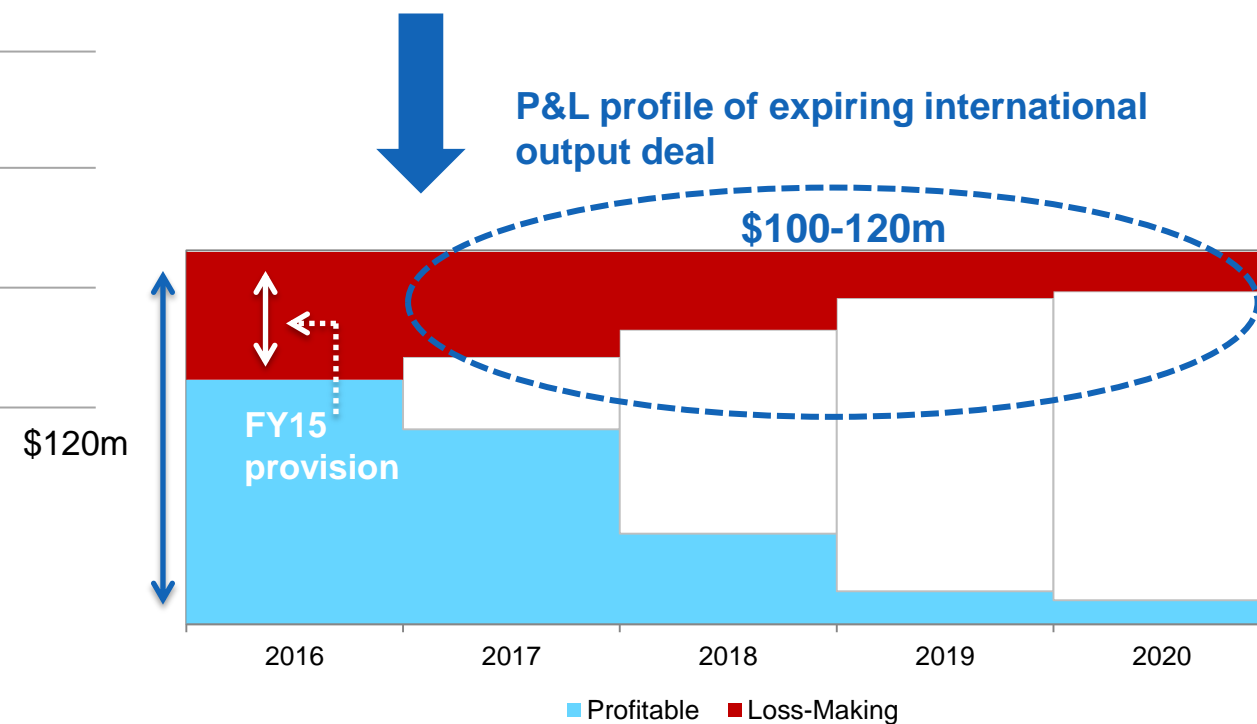 P&L profile of expiring international
output deal
$100-120m
$120m
FY15
provision
2016 2017 2018 2019 2020
Profitable Loss-Making